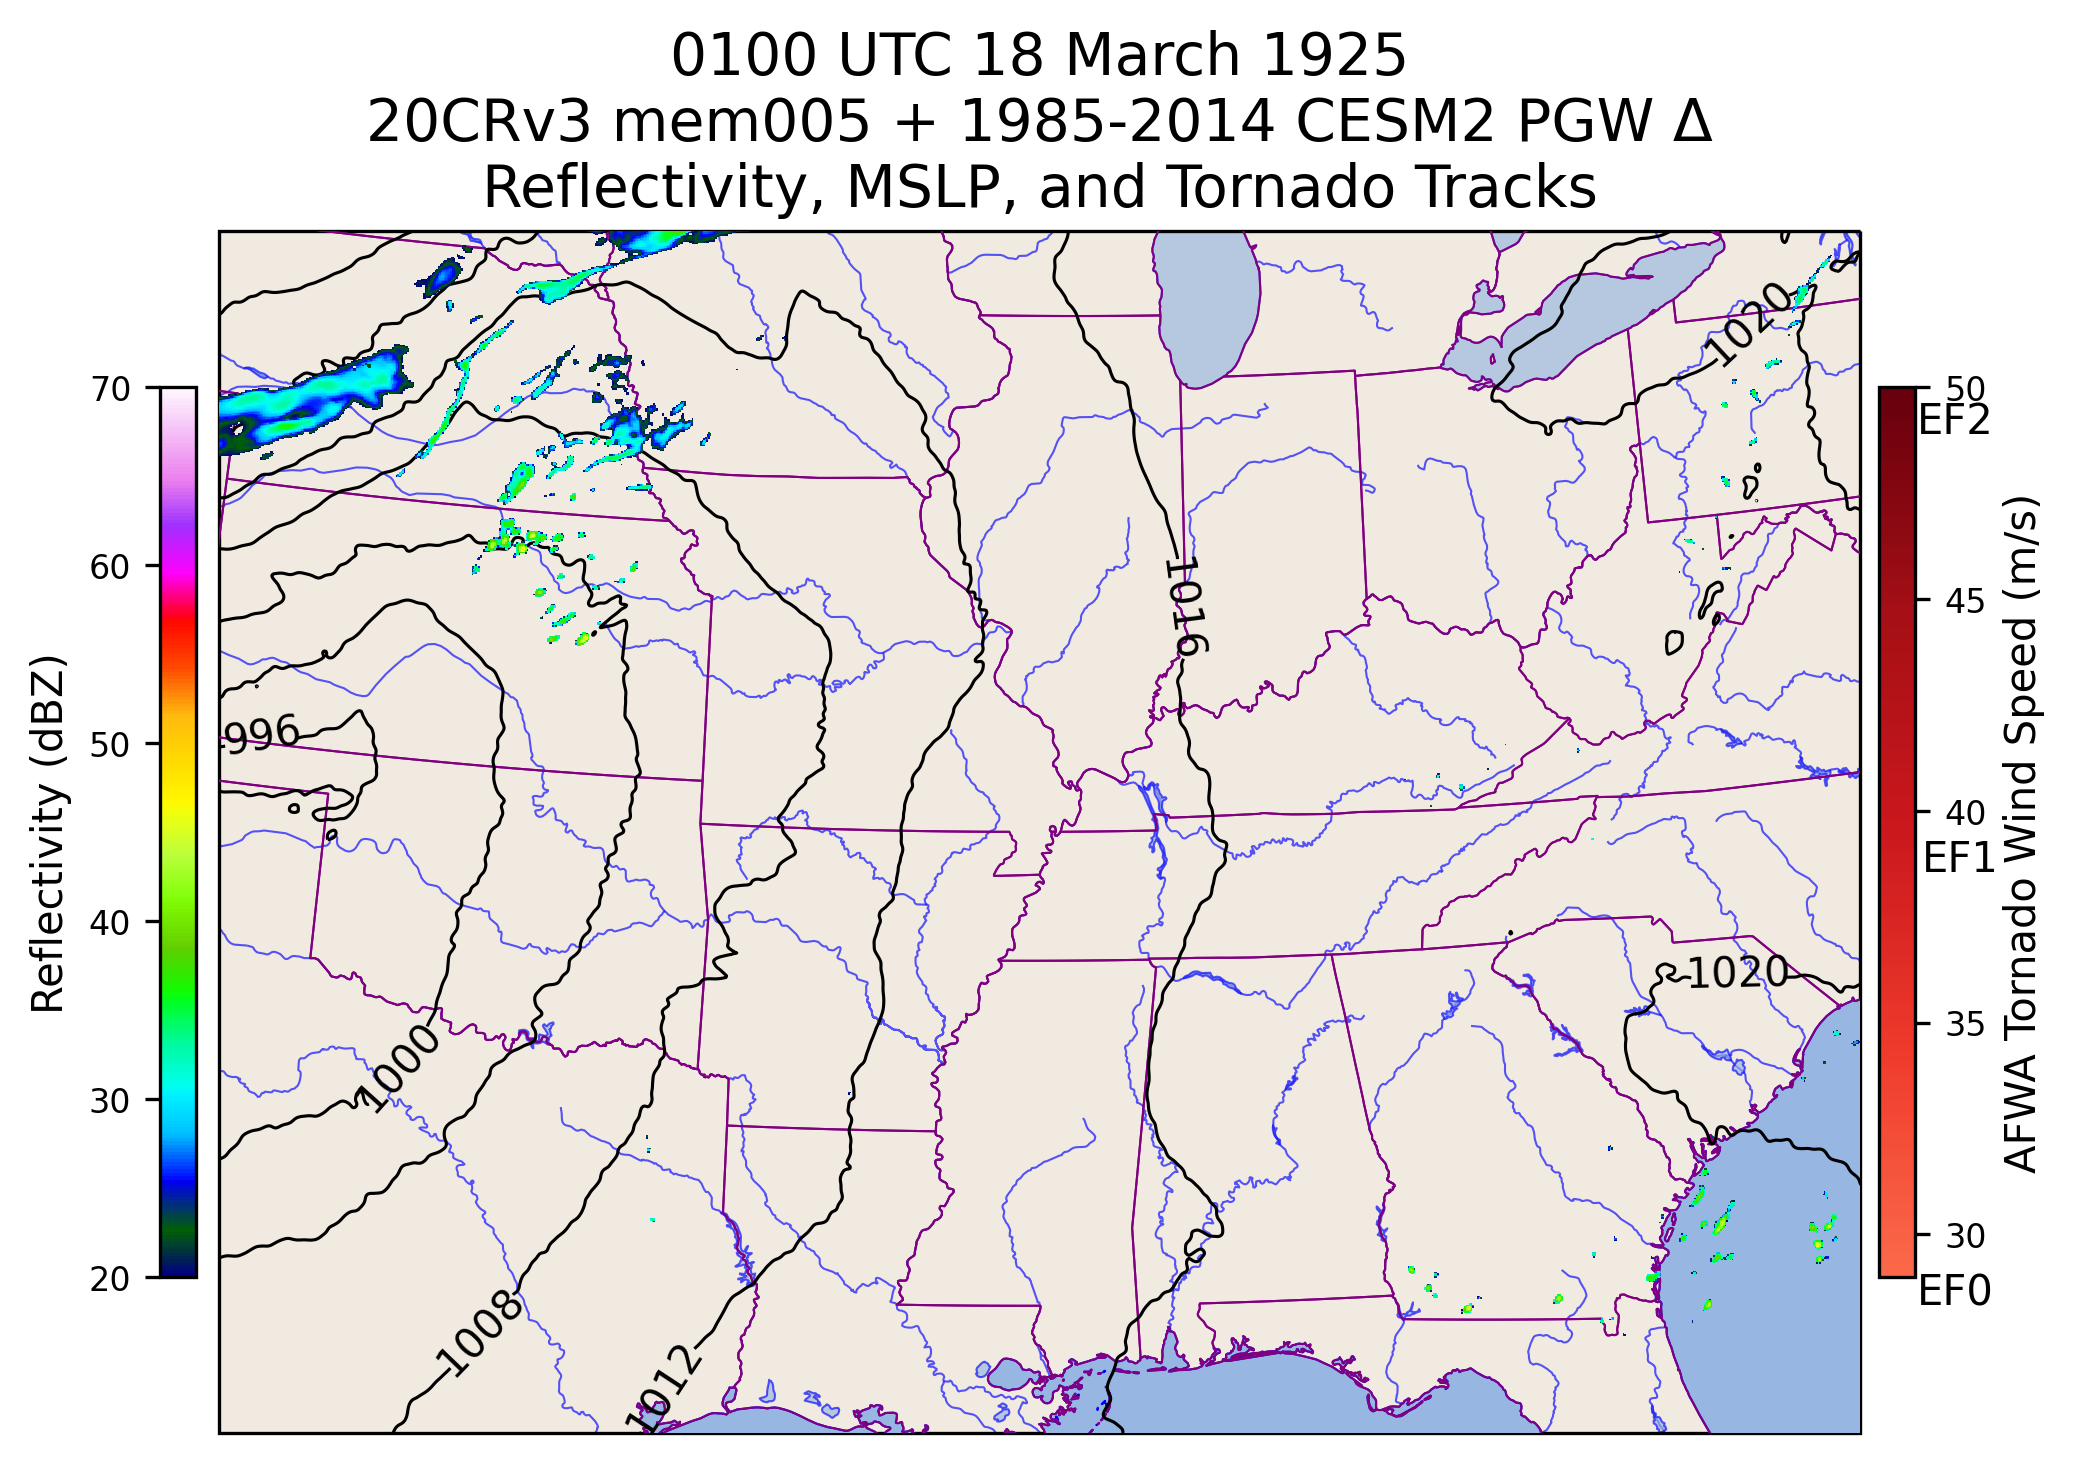 0100 UTC 18 March 1925
20CRv3 mem005 + 1985-2014 CESM2 PGW Δ
Reflectivity, MSLP, and Tornado Tracks
Reflectivity (dBZ)
70
60
50
40
30
20
996
1000
1008
1012
1016
1020
1020
50
EF2
45
40
EF1
35
30
EF0
AFWA Tornado Wind Speed (m/s)